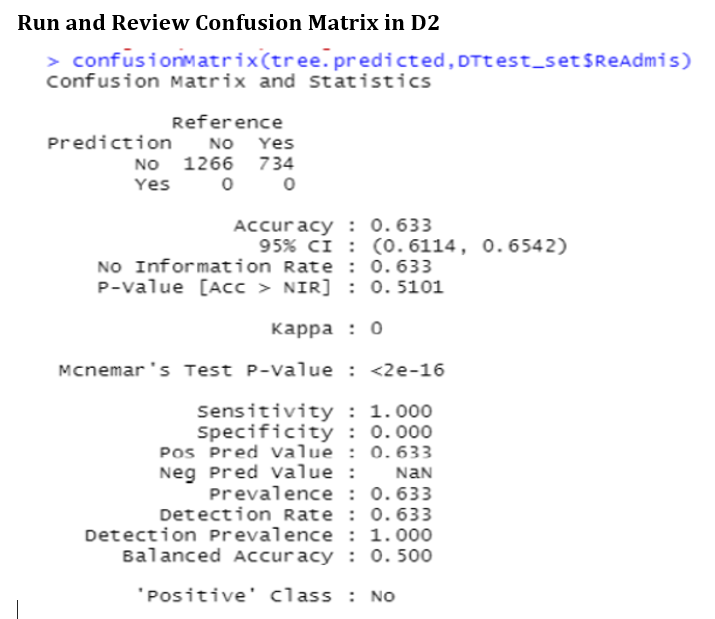 Run and Review Confusion Matrix in D2
> confusionMatrix(tree.predicted,DTtest_set$ReAdmis)
Confusion Matrix and Statistics
Reference
Prediction No Yes
No 1266 734
Yes 0 0
Accuracy : 0.633
95% CI : (0.6114, 0.6542)
No Information Rate : 0.633
P-Value [Acc > NIR] : 0.5101
Kappa : 0
Mcnemar's Test P-Value : <2e-16
Sensitivity : 1.000
Specificity : 0.000
Pos Pred Value : 0.633
Neg Pred Value : NaN
Prevalence : 0.633
Detection Rate : 0.633
Detection Prevalence : 1.000
Balanced Accuracy : 0.500
'Positive' Class : No